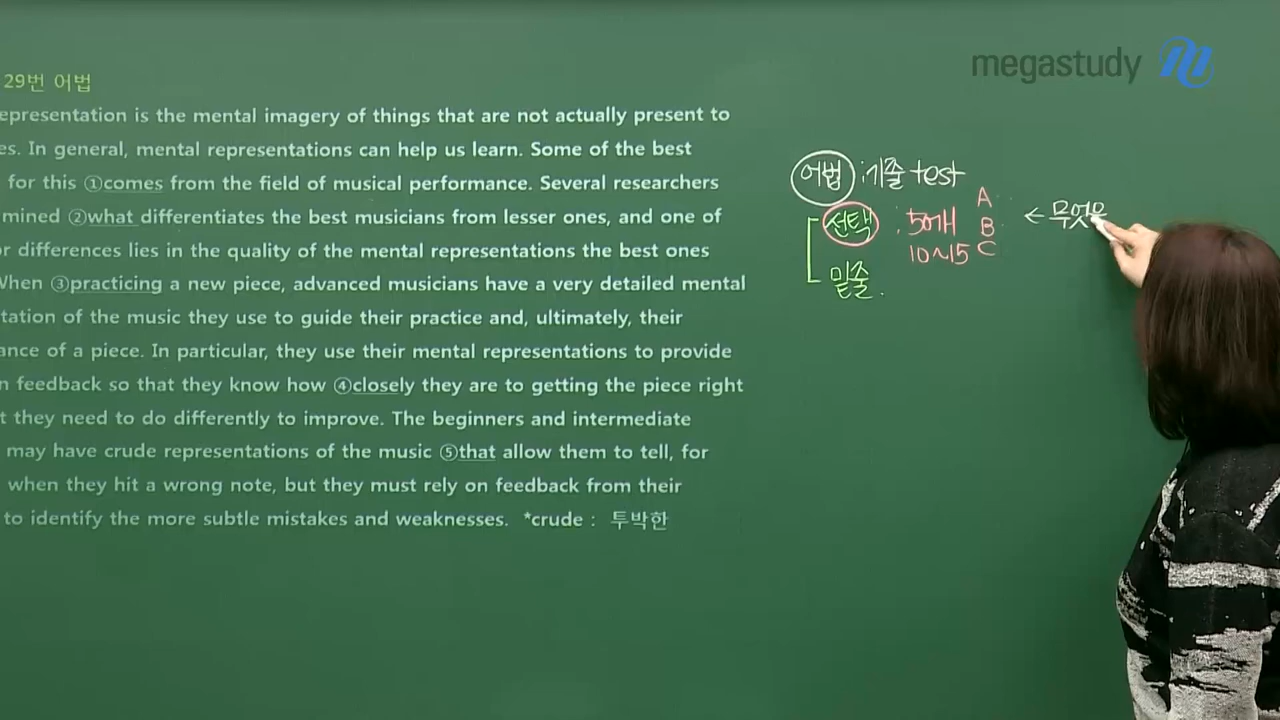 megastudy
29번 어법
epresentation is the mental imagery of things that are not actually present to
es. In general, mental representations can help us learn. Some of the best
for this ①comes from the field of musical performance. Several researchers
mined ②what differentiates the best musicians from lesser ones, and one of
or differences lies in the quality of the mental representations the best ones
When ③practicing a new piece, advanced musicians have a very detailed mental
tation of the music they use to guide their practice and, ultimately, their
ance of a piece. In particular, they use their mental representations to provide
n feedback so that they know how ④closely they are to getting the piece right
t they need to do differently to improve. The beginners and intermediate
may have crude representations of the music ⑤that allow them to tell, for
when they hit a wrong note, but they must rely on feedback from their
to identify the more subtle mistakes and weaknesses. *crude : 투박한
어법 : 기출 test
선택 : 50개 A B C ← 무엇을
10~15
밑줄.